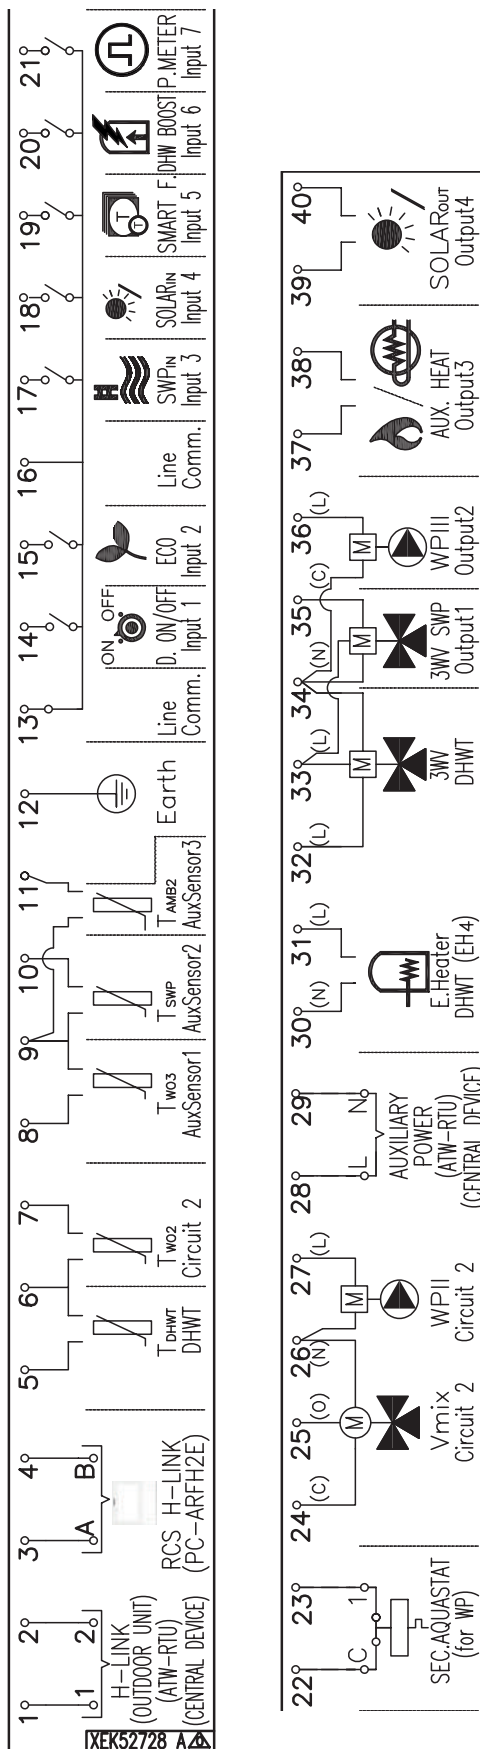 1
2
1
2
H-LINK
(OUTDOOR UNIT)
(ATW-RTU)
(CENTRAL DEVICE)
XEK52728 A
3
4
A
B
RCS H-LINK
(PC-ARFH2E)
5
6
7
TDHWT
DHWT
TWO2
Circuit 2
8
9
10
11
TWO3
AuxSensor1
TSWP
AuxSensor2
TAMB2
AuxSensor3
12
Earth
13
Line
Comm.
14
ON
OFF
D. ON/OFF
Input 1
15
ECO
Input 2
16
Line
Comm.
17
SWPIN
Input 3
18
SOLARIN
Input 4
19
T
T
SMART F.
Input 5
20
DHW BOOST
Input 6
21
P.METER
Input 7
22
23
C
1
SEC.AQUASTAT
(for WP)
24
(C)
25
(O)
26
(N)
27
(L)
M
Vmix
Circuit 2
M
WPII
Circuit 2
28
29
L
N
AUXILIARY
POWER
(ATW-RTU)
(CENTRAL DEVICE)
30
(N)
31
(L)
E.Heater
DHWT (EH4)
32
(L)
33
(L)
34
(N)
35
(C)
36
(L)
M
3WV
DHWT
M
3WV SWP
Output1
M
WPIII
Output2
37
38
AUX. HEAT
Output3
39
40
SOLAROUT
Output4